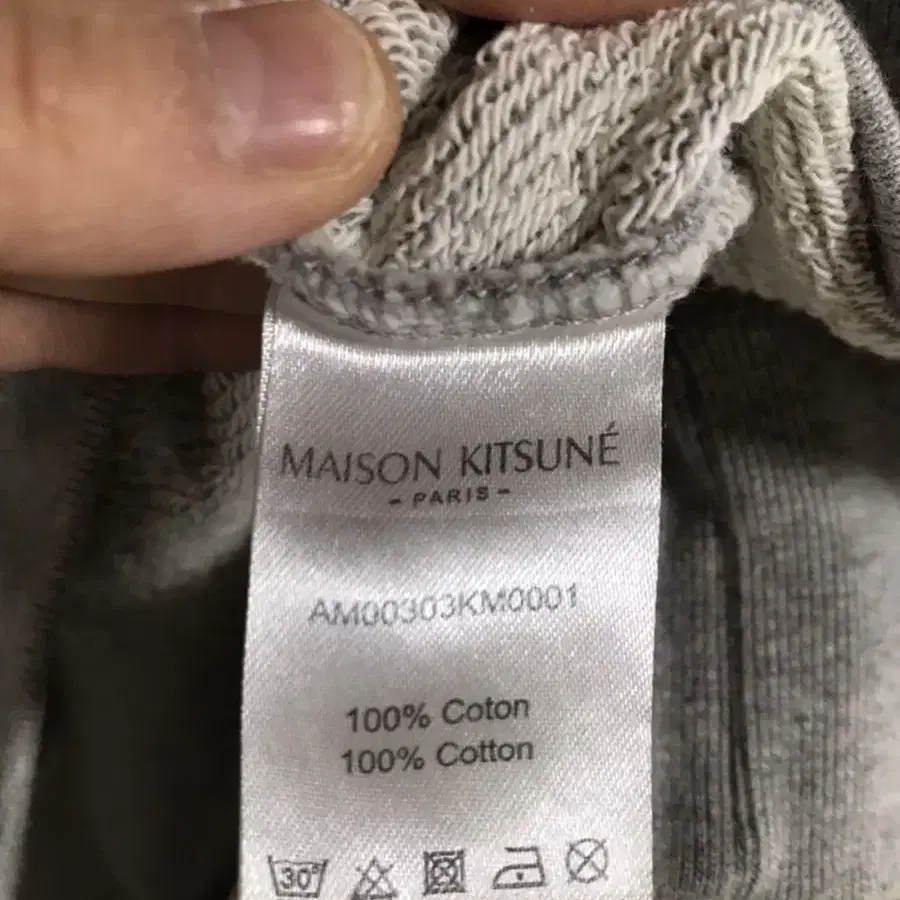 MAISON KITSUNÉ
- PARIS -
AM00303KM0001
100% Coton
100% Cotton
30°